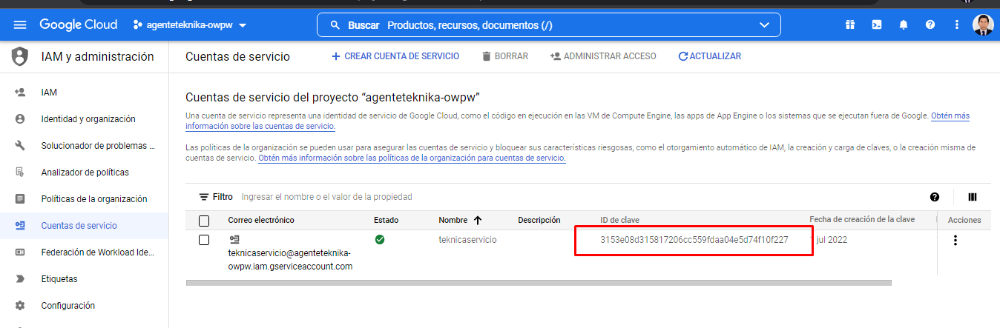 Google Cloud agenteteknika-owpw Buscar Productos, recursos, documentos (/)
IAM y administración
Cuentas de servicio CREAR CUENTA DE SERVICIO BORRAR ADMINISTRAR ACCESO ACTUALIZAR
IAM
Identidad y organización
Solucionador de problemas ...
Analizador de políticas
Políticas de la organización
Cuentas de servicio
Federación de Workload Ide...
Etiquetas
Configuración
Cuentas de servicio del proyecto “agenteteknika-owpw”
Una cuenta de servicio representa una identidad de servicio de Google Cloud, como el código en ejecución en las VM de Compute Engine, las apps de App Engine o los sistemas que se ejecutan fuera de Google. Obtén más
información sobre las cuentas de servicio.
Las políticas de la organización se pueden usar para asegurar las cuentas de servicio y bloquear sus características riesgosas, como el otorgamiento automático de IAM, la creación y carga de claves, o la creación misma de
cuentas de servicio. Obtén más información sobre las políticas de la organización para cuentas de servicio.
Filtro Ingresar el nombre o el valor de la propiedad
Correo electrónico Estado Nombre Descripción ID de clave Fecha de creación de la clave Acciones
teknicaservicio@agenteteknika-
owpw.iam.gserviceaccount.com
teknicaservicio 3153e08d315817206cc559fdaa04e5d74f10f227 jul 2022